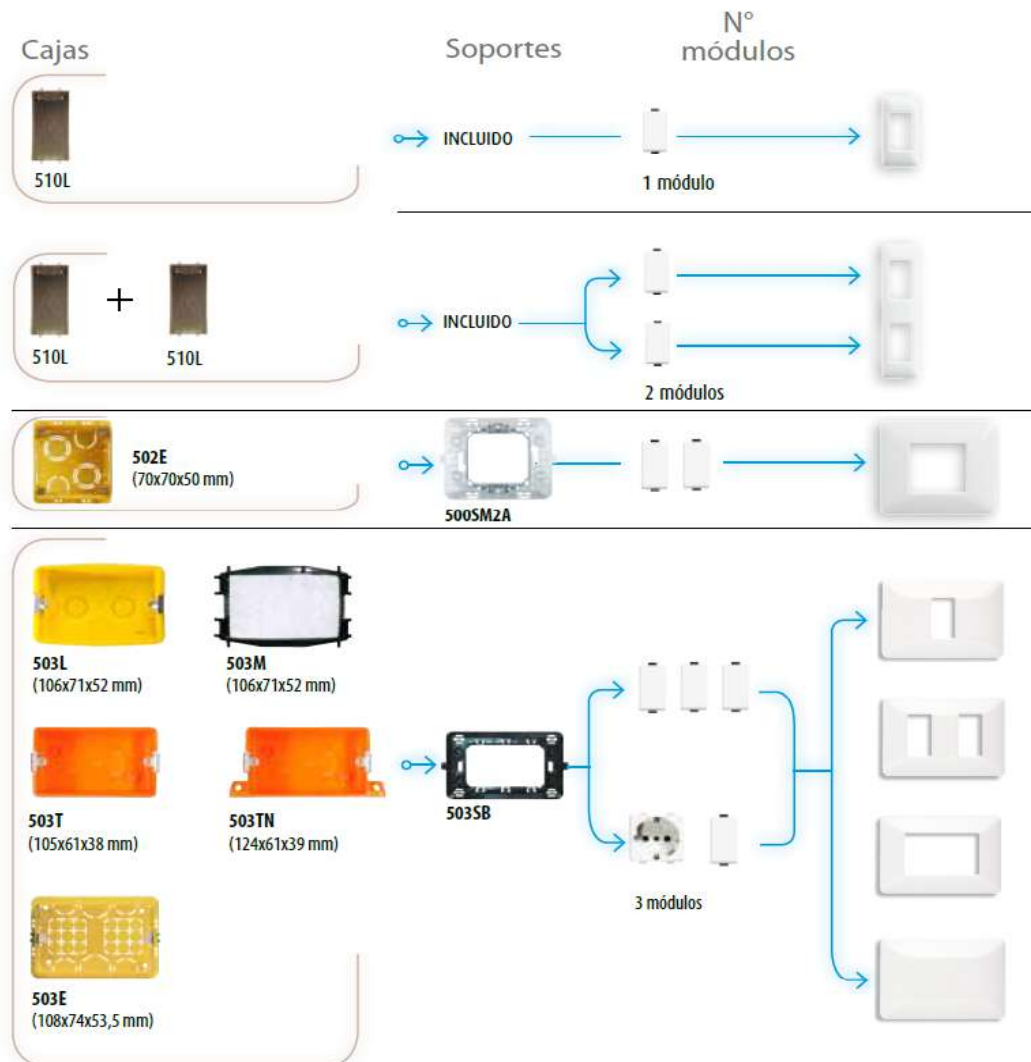 Cajas
Soportes
N°
módulos
510L
INCLUIDO
1 módulo
+
510L
510L
INCLUIDO
2 módulos
502E
(70x70x50 mm)
500SM2A
503L
(106x71x52 mm)
503M
(106x71x52 mm)
503T
(105x61x38 mm)
503TN
(124x61x39 mm)
503SB
3 módulos
503E
(108x74x53,5 mm)